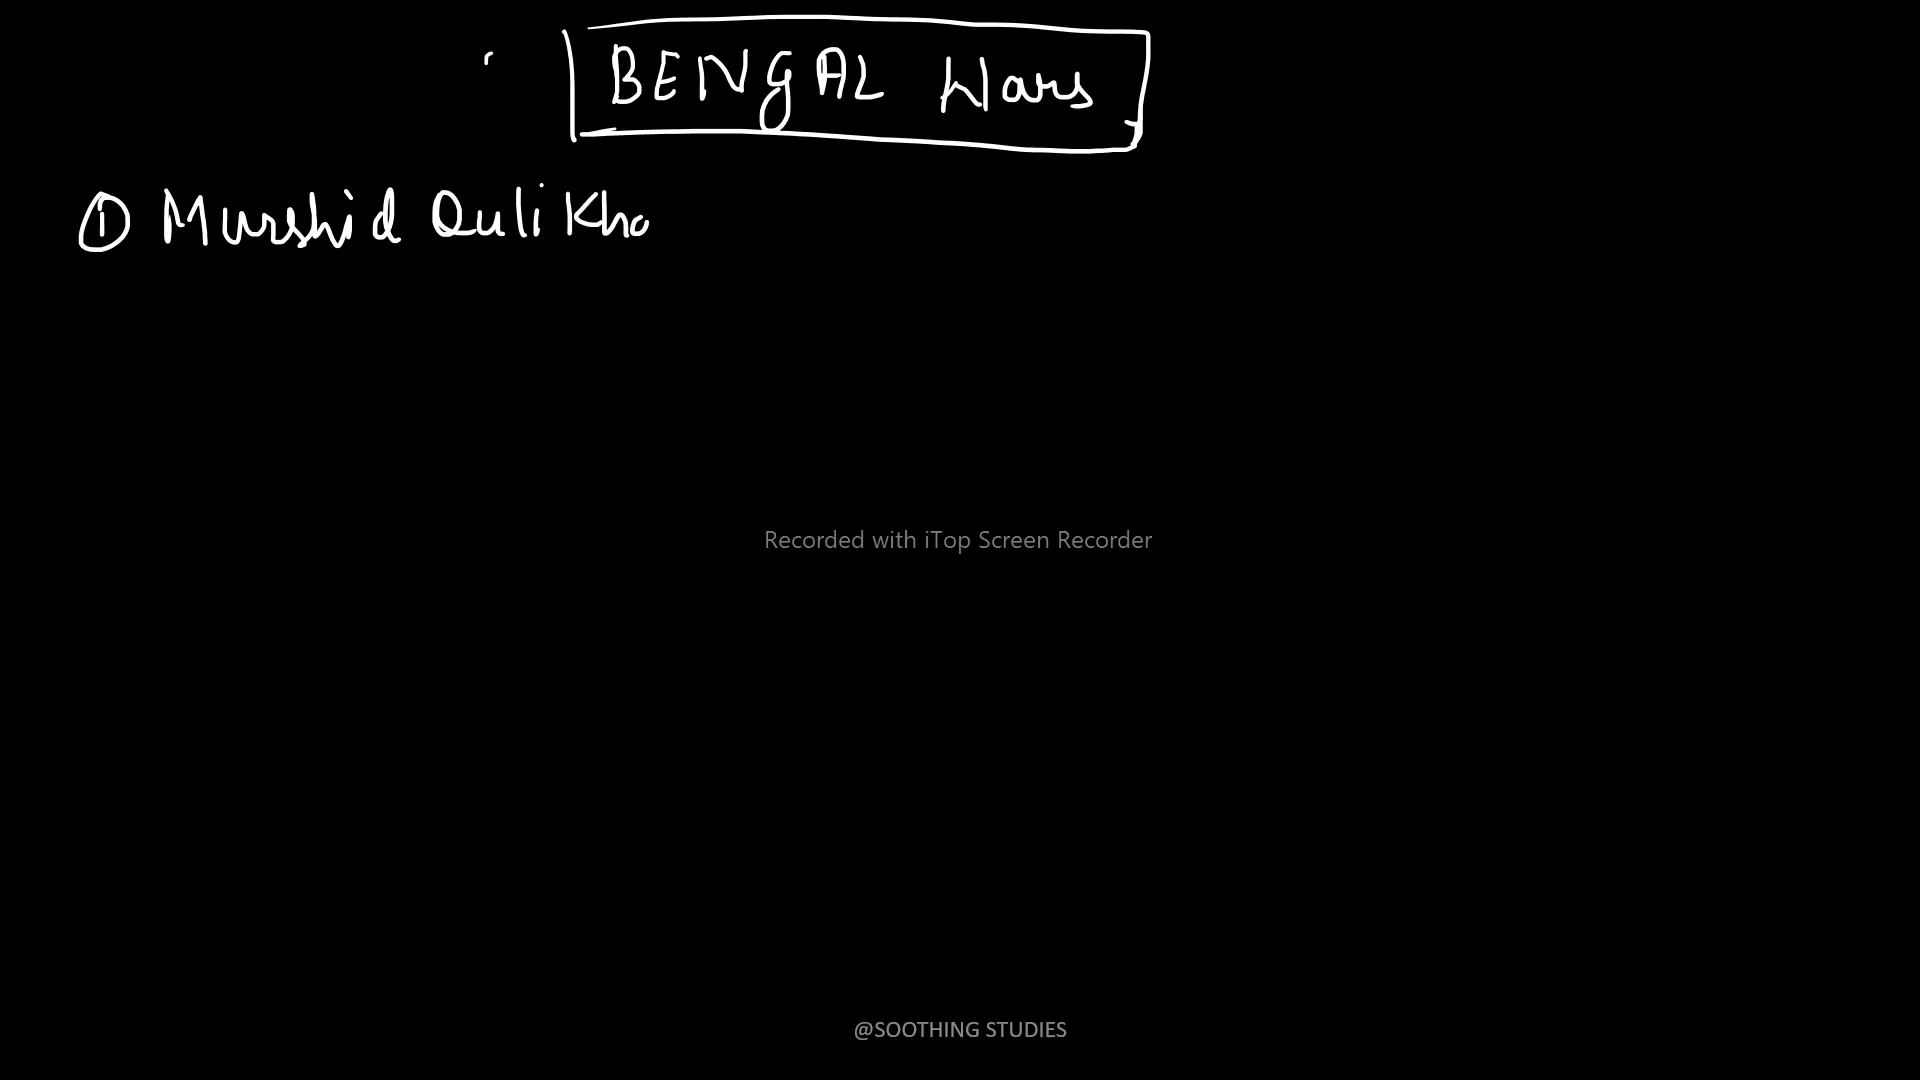 BENGAL Wars
① Murshid Quli Kha
Recorded with iTop Screen Recorder
@SOOTHING STUDIES